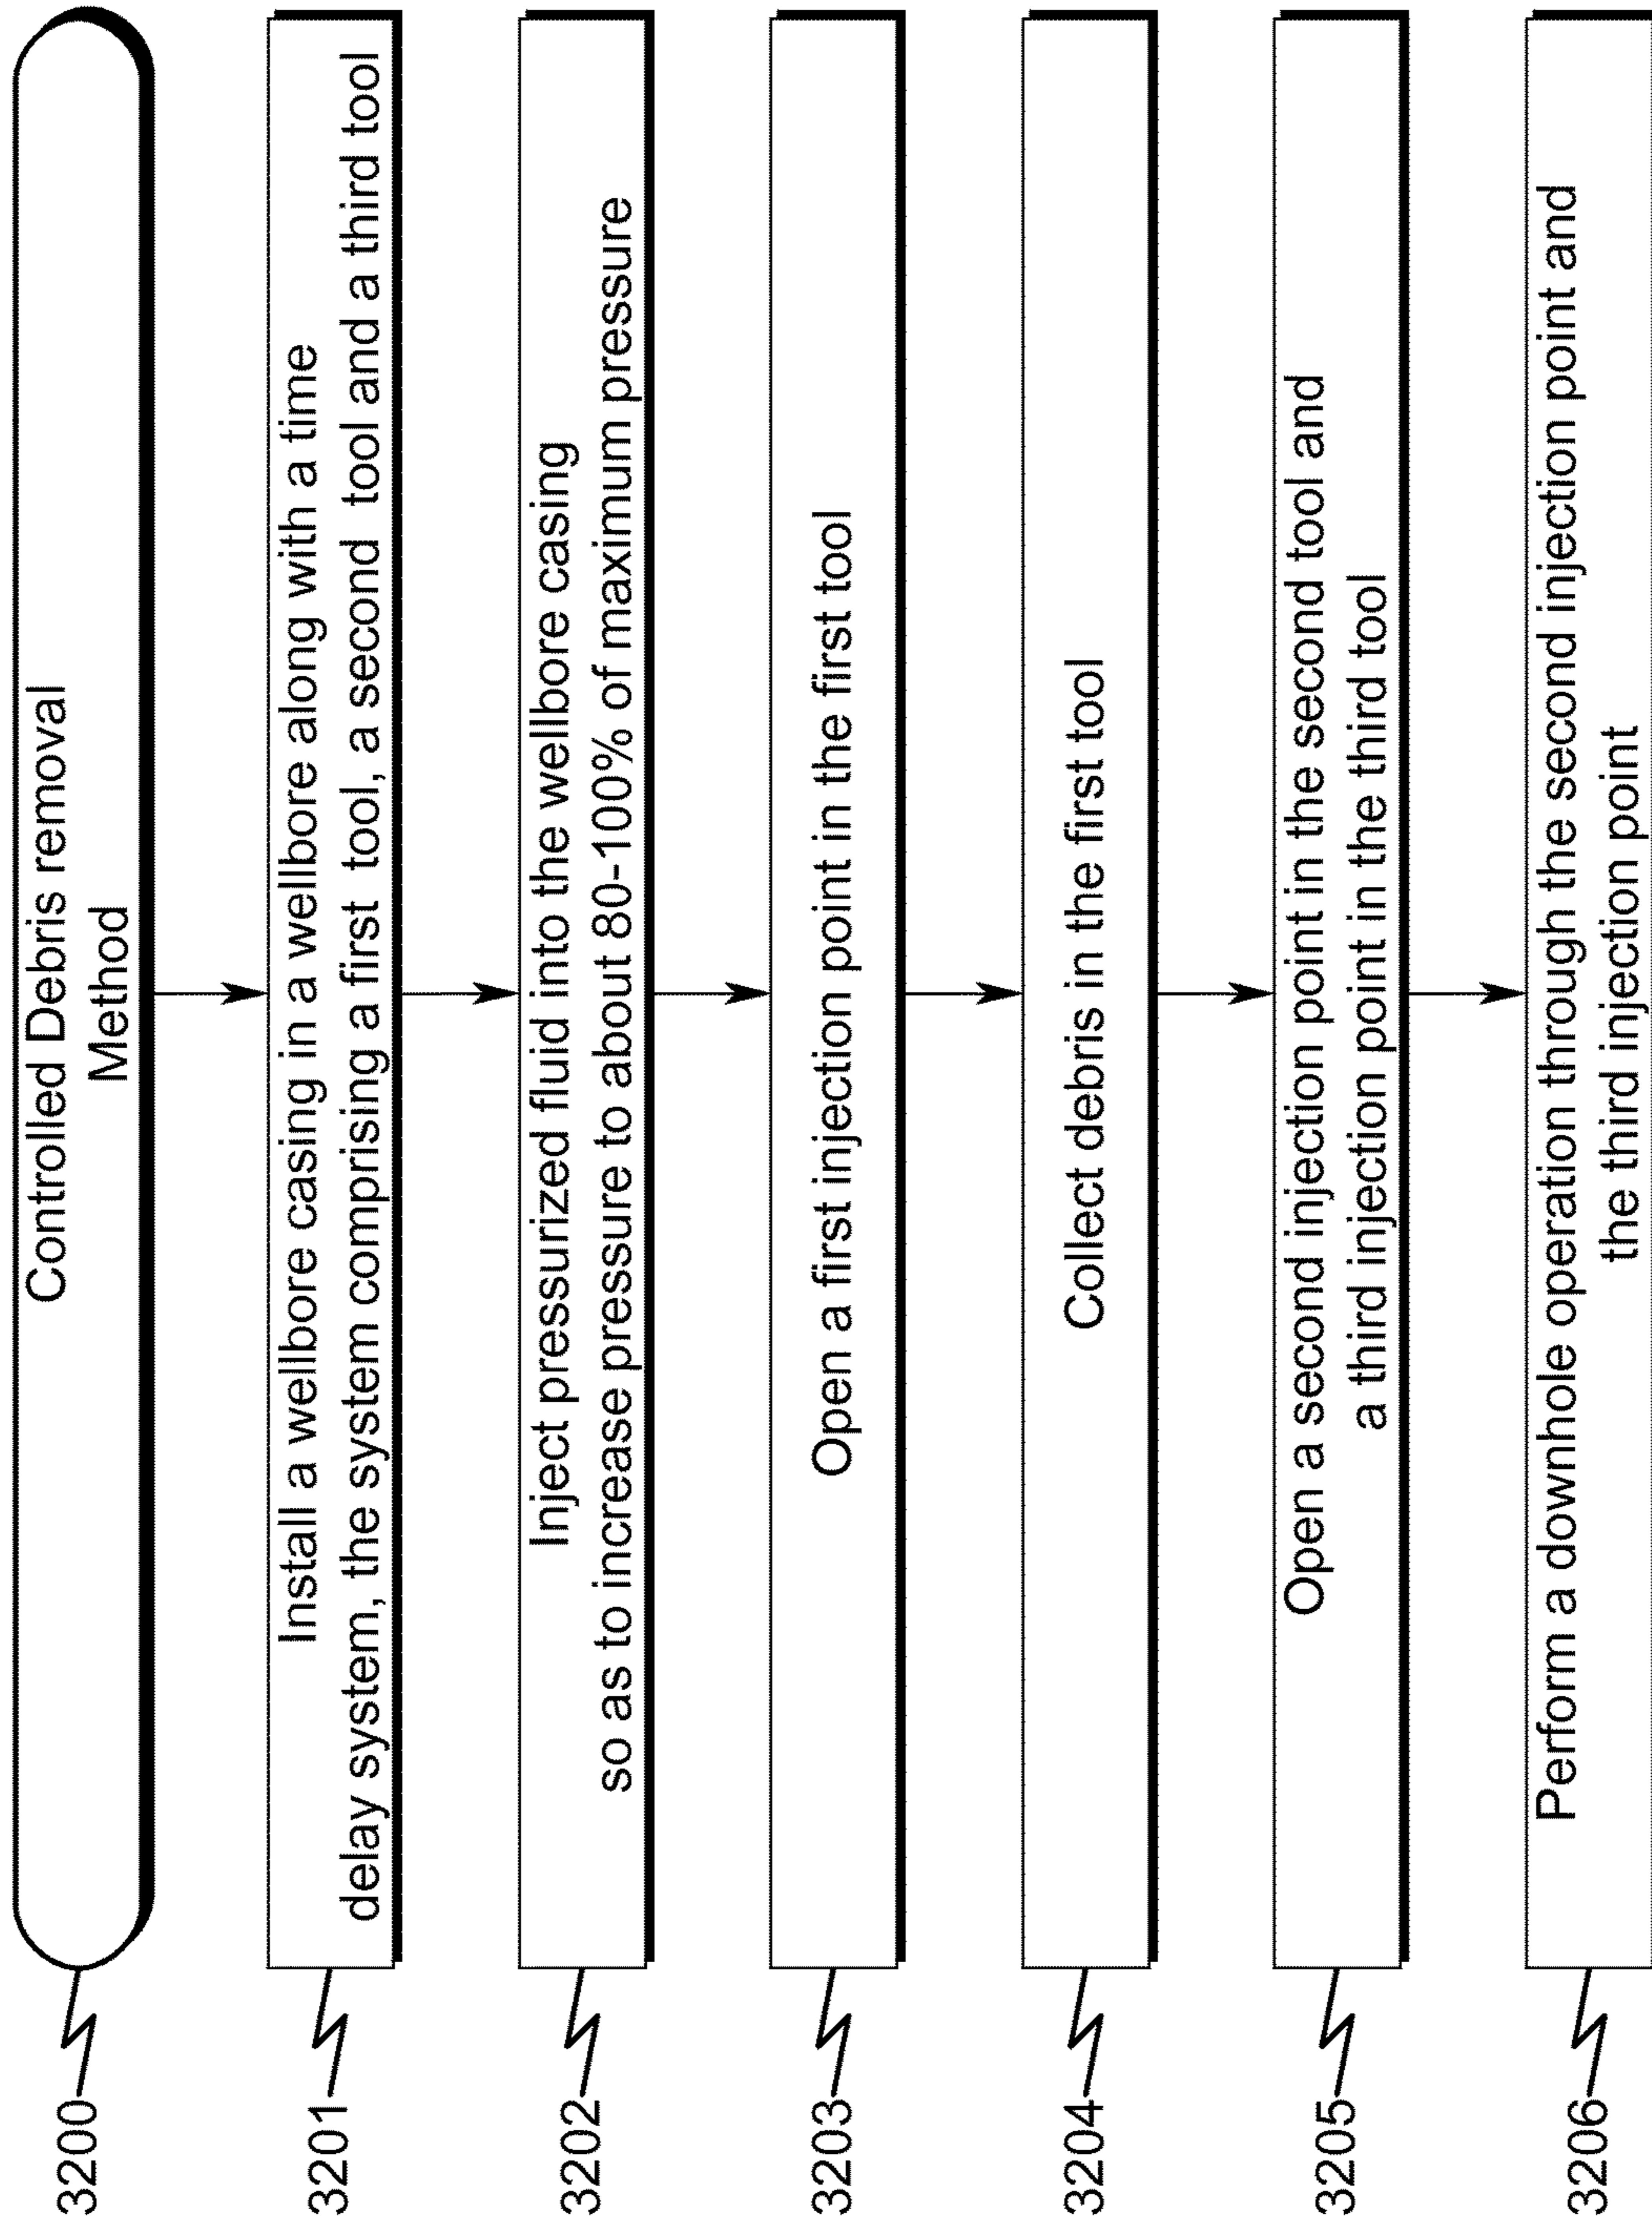 3200
Controlled Debris removal
Method
3201
Install a wellbore casing in a wellbore along with a time
delay system, the system comprising a first tool, a second tool and a third tool
3202
Inject pressurized fluid into the wellbore casing
so as to increase pressure to about 80-100% of maximum pressure
3203
Open a first injection point in the first tool
3204
Collect debris in the first tool
3205
Open a second injection point in the second tool and
a third injection point in the third tool
3206
Perform a downhole operation through the second injection point and
the third injection point